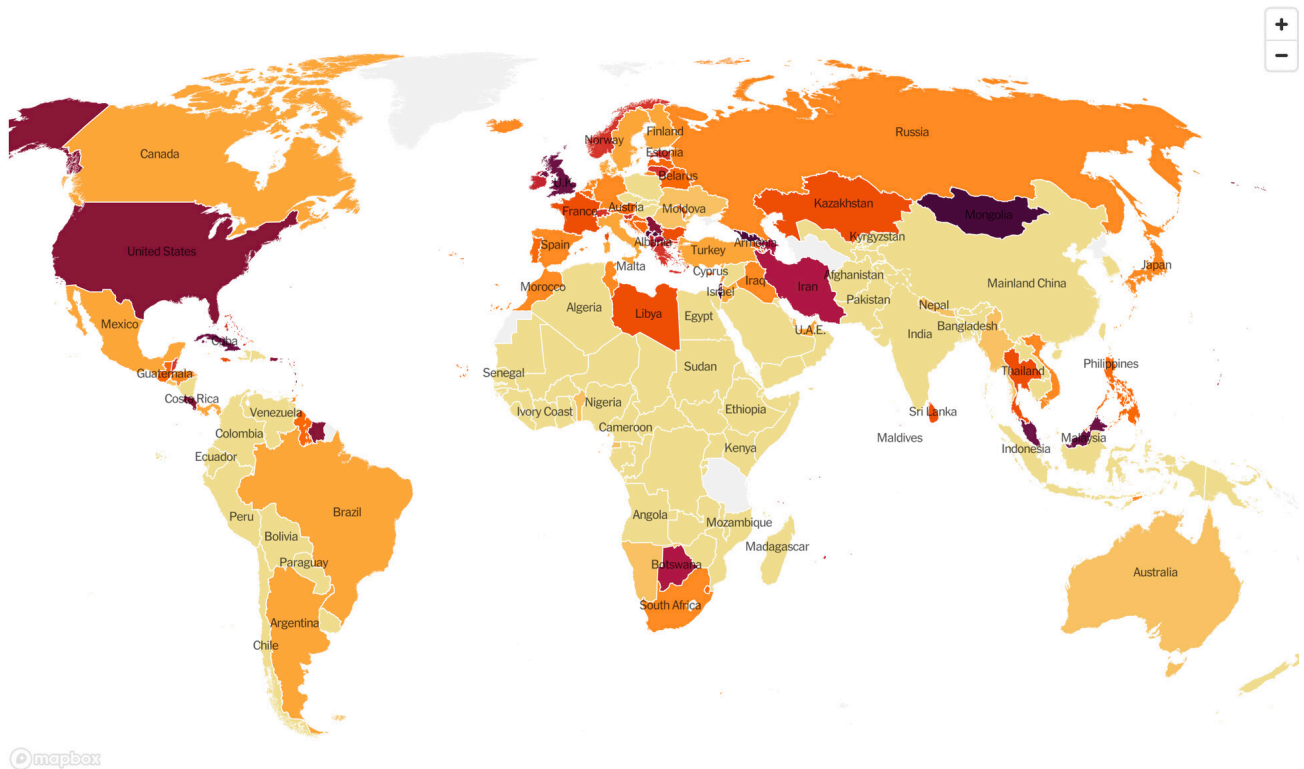 +
−
Canada
United States
Mexico
Cuba
Guatemala
Costa Rica
Venezuela
Colombia
Ecuador
Peru
Brazil
Bolivia
Paraguay
Argentina
Chile
Norway
Finland
Estonia
Belarus
U.K.
France
Austria
Moldova
Spain
Albania
Malta
Turkey
Cyprus
Armenia
Israel
Iraq
Iran
U.A.E.
Russia
Kazakhstan
Kyrgyzstan
Mongolia
Afghanistan
Pakistan
Nepal
India
Bangladesh
Mainland China
Japan
Thailand
Philippines
Sri Lanka
Maldives
Malaysia
Indonesia
Morocco
Algeria
Libya
Egypt
Senegal
Sudan
Ivory Coast
Nigeria
Cameroon
Ethiopia
Kenya
Angola
Mozambique
Madagascar
Botswana
South Africa
Australia
mapbox